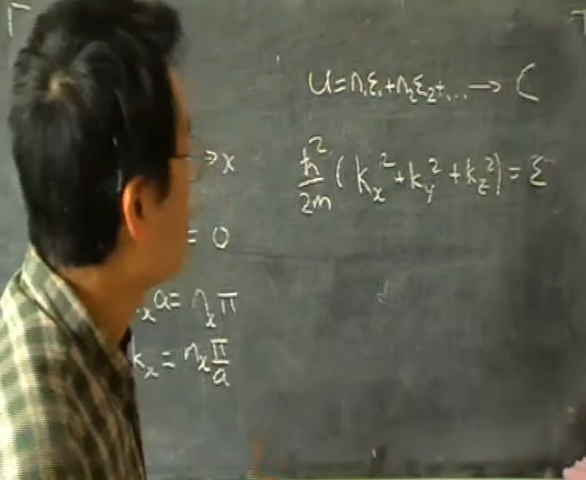 U=n₁ε₁+n₂ε₂+... → C
→x
ħ²/2m (kₓ²+k_y²+k_z²)=ε
= 0
ₓa= nₓπ
kₓ = nₓ π/a